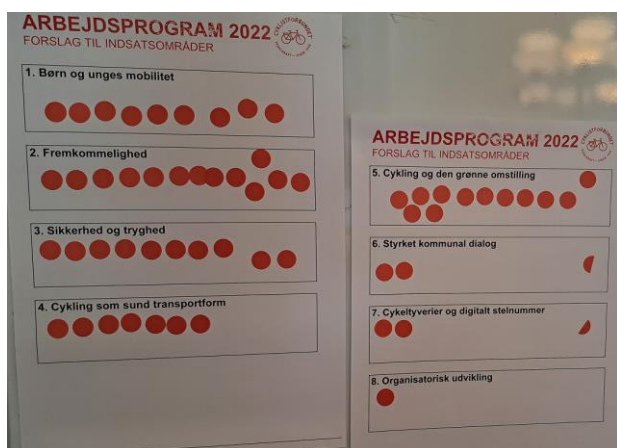 ARBEJDSPROGRAM 2022
FORSLAG TIL INDSATSOMRÅDER
CYKLISTFORBUNDET
1. Børn og unges mobilitet
2. Fremkommelighed
3. Sikkerhed og tryghed
4. Cykling som sund transportform
ARBEJDSPROGRAM 2022
FORSLAG TIL INDSATSOMRÅDER
CYKLISTFORBUNDET
5. Cykling og den grønne omstilling
6. Styrket kommunal dialog
7. Cykeltyverier og digitalt stelnummer
8. Organisatorisk udvikling